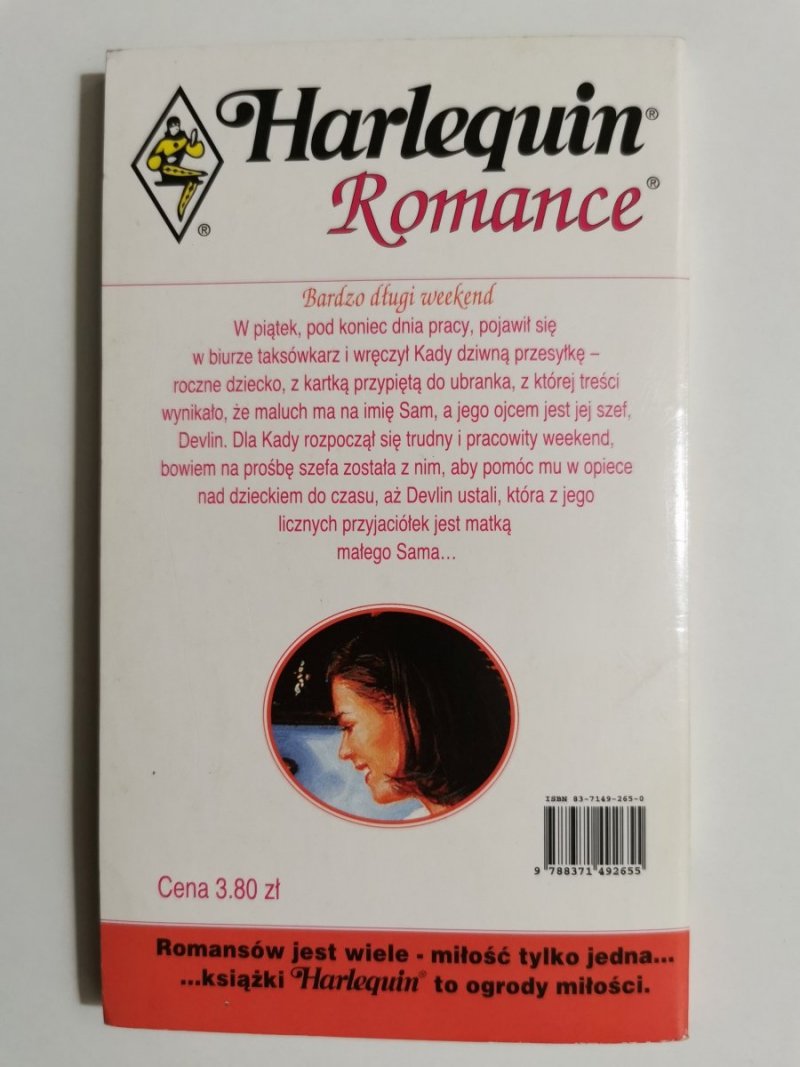 Harlequin®
Romance®
®
Bardzo długi weekend
W piątek, pod koniec dnia pracy, pojawił się
w biurze taksówkarz i wręczył Kady dziwną przesyłkę –
roczne dziecko, z kartką przypiętą do ubranka, z której treści
wynikało, że maluch ma na imię Sam, a jego ojcem jest jej szef,
Devlin. Dla Kady rozpoczął się trudny i pracowity weekend,
bowiem na prośbę szefa została z nim, aby pomóc mu w opiece
nad dzieckiem do czasu, aż Devlin ustali, która z jego
licznych przyjaciółek jest matką
małego Sama...
ISBN 83-7149-265-0
9 788371 492655
Cena 3.80 zł
Romansów jest wiele - miłość tylko jedna...
...książki Harlequin® to ogrody miłości.